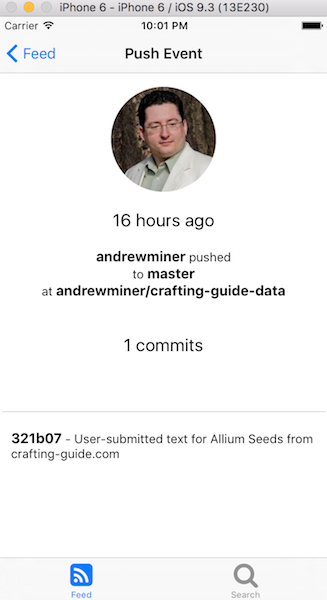 iPhone 6 - iPhone 6 / iOS 9.3 (13E230)
Carrier 10:01 PM
Feed Push Event
16 hours ago
andrewminer pushed
to master
at andrewminer/crafting-guide-data
1 commits
321b07 - User-submitted text for Allium Seeds from
crafting-guide.com
Feed Search